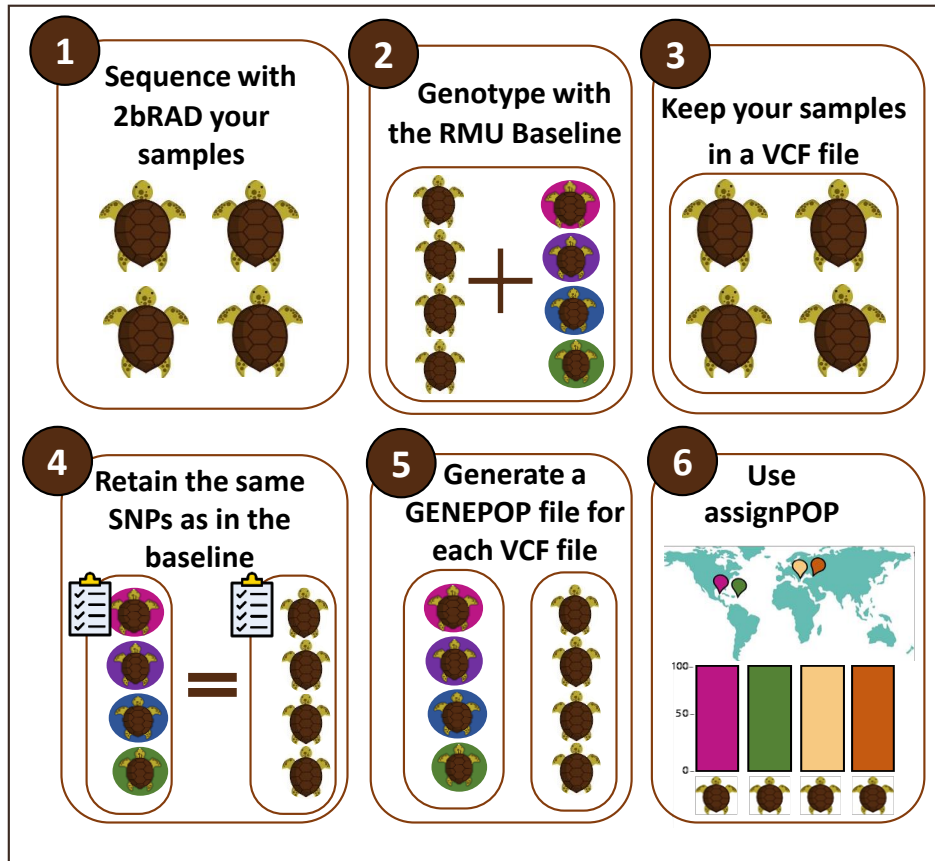 1
Sequence with
2bRAD your
samples
2
Genotype with
the RMU Baseline
3
Keep your samples
in a VCF file
4
Retain the same
SNPs as in the
baseline
5
Generate a
GENEPOP file for
each VCF file
6
Use
assignPOP
100
50
0